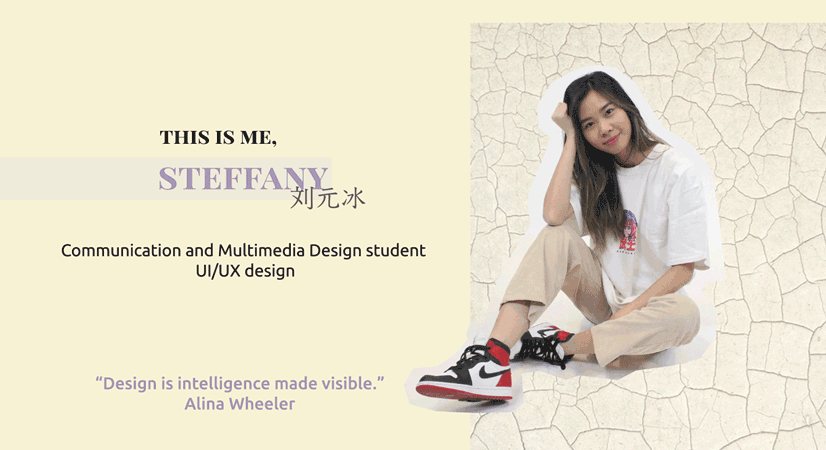 THIS IS ME,
STEFFANY
刘元冰
Communication and Multimedia Design student
UI/UX design
“Design is intelligence made visible.”
Alina Wheeler